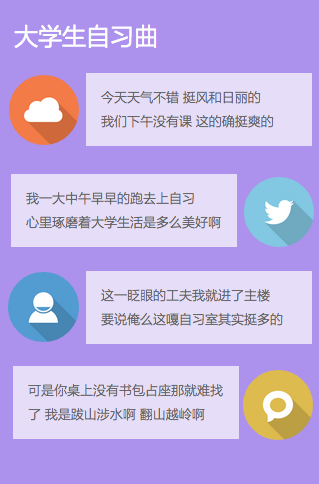 大学生自习曲
今天天气不错 挺风和日丽的
我们下午没有课 这的确挺爽的
我一大中午早早的跑去上自习
心里琢磨着大学生活是多么美好啊
这一眨眼的工夫我就进了主楼
要说俺么这嘎自习室其实挺多的
可是你桌上没有书包占座那就难找
了 我是跋山涉水啊 翻山越岭啊